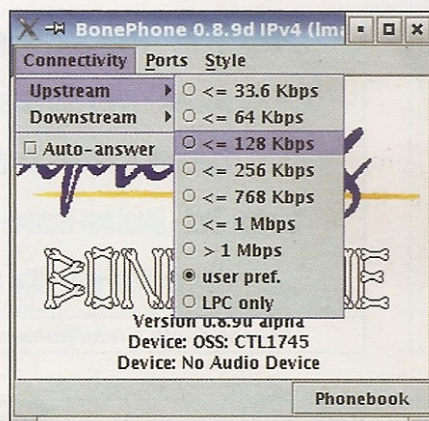 BonePhone 0.8.9d IPv4
Connectivity Ports Style
Upstream
Downstream
Auto-answer
<= 33.6 Kbps
<= 64 Kbps
<= 128 Kbps
<= 256 Kbps
<= 768 Kbps
<= 1 Mbps
> 1 Mbps
user pref.
LPC only
Version 0.8.9d alpha
Device: OSS: CTL1745
Device: No Audio Device
Phonebook